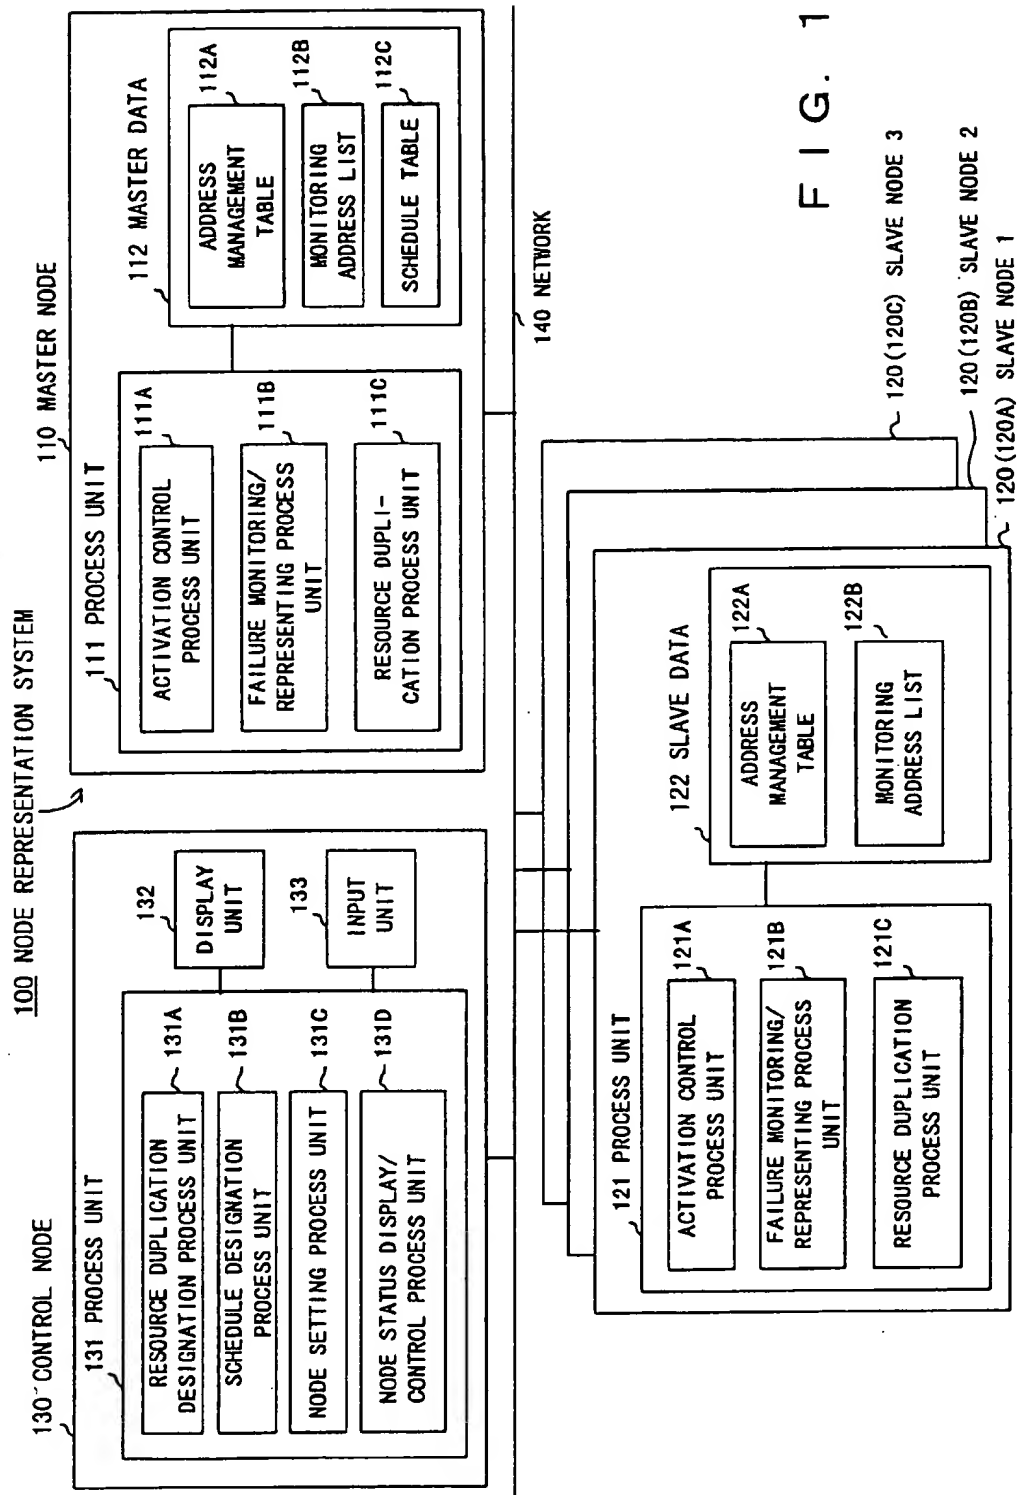 100 NODE REPRESENTATION SYSTEM
130 CONTROL NODE
131 PROCESS UNIT
RESOURCE DUPLICATION
DESIGNATION PROCESS UNIT
131A
SCHEDULE DESIGNATION
PROCESS UNIT
131B
NODE SETTING PROCESS UNIT
131C
NODE STATUS DISPLAY/
CONTROL PROCESS UNIT
131D
132
DISPLAY
UNIT
133
INPUT
UNIT
110 MASTER NODE
111 PROCESS UNIT
111A
ACTIVATION CONTROL
PROCESS UNIT
111B
FAILURE MONITORING/
REPRESENTING PROCESS
UNIT
111C
RESOURCE DUPLI-
CATION PROCESS UNIT
112 MASTER DATA
112A
ADDRESS
MANAGEMENT
TABLE
112B
MONITORING
ADDRESS LIST
112C
SCHEDULE TABLE
140 NETWORK
121 PROCESS UNIT
121A
ACTIVATION CONTROL
PROCESS UNIT
121B
FAILURE MONITORING/
REPRESENTING PROCESS
UNIT
121C
RESOURCE DUPLICATION
PROCESS UNIT
122 SLAVE DATA
122A
ADDRESS
MANAGEMENT
TABLE
122B
MONITORING
ADDRESS LIST
120(120C) SLAVE NODE 3
120(120B) SLAVE NODE 2
120(120A) SLAVE NODE 1
FIG. 1